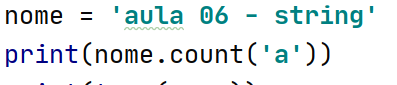 nome = 'aula 06 - string'
print(nome.count('a'))